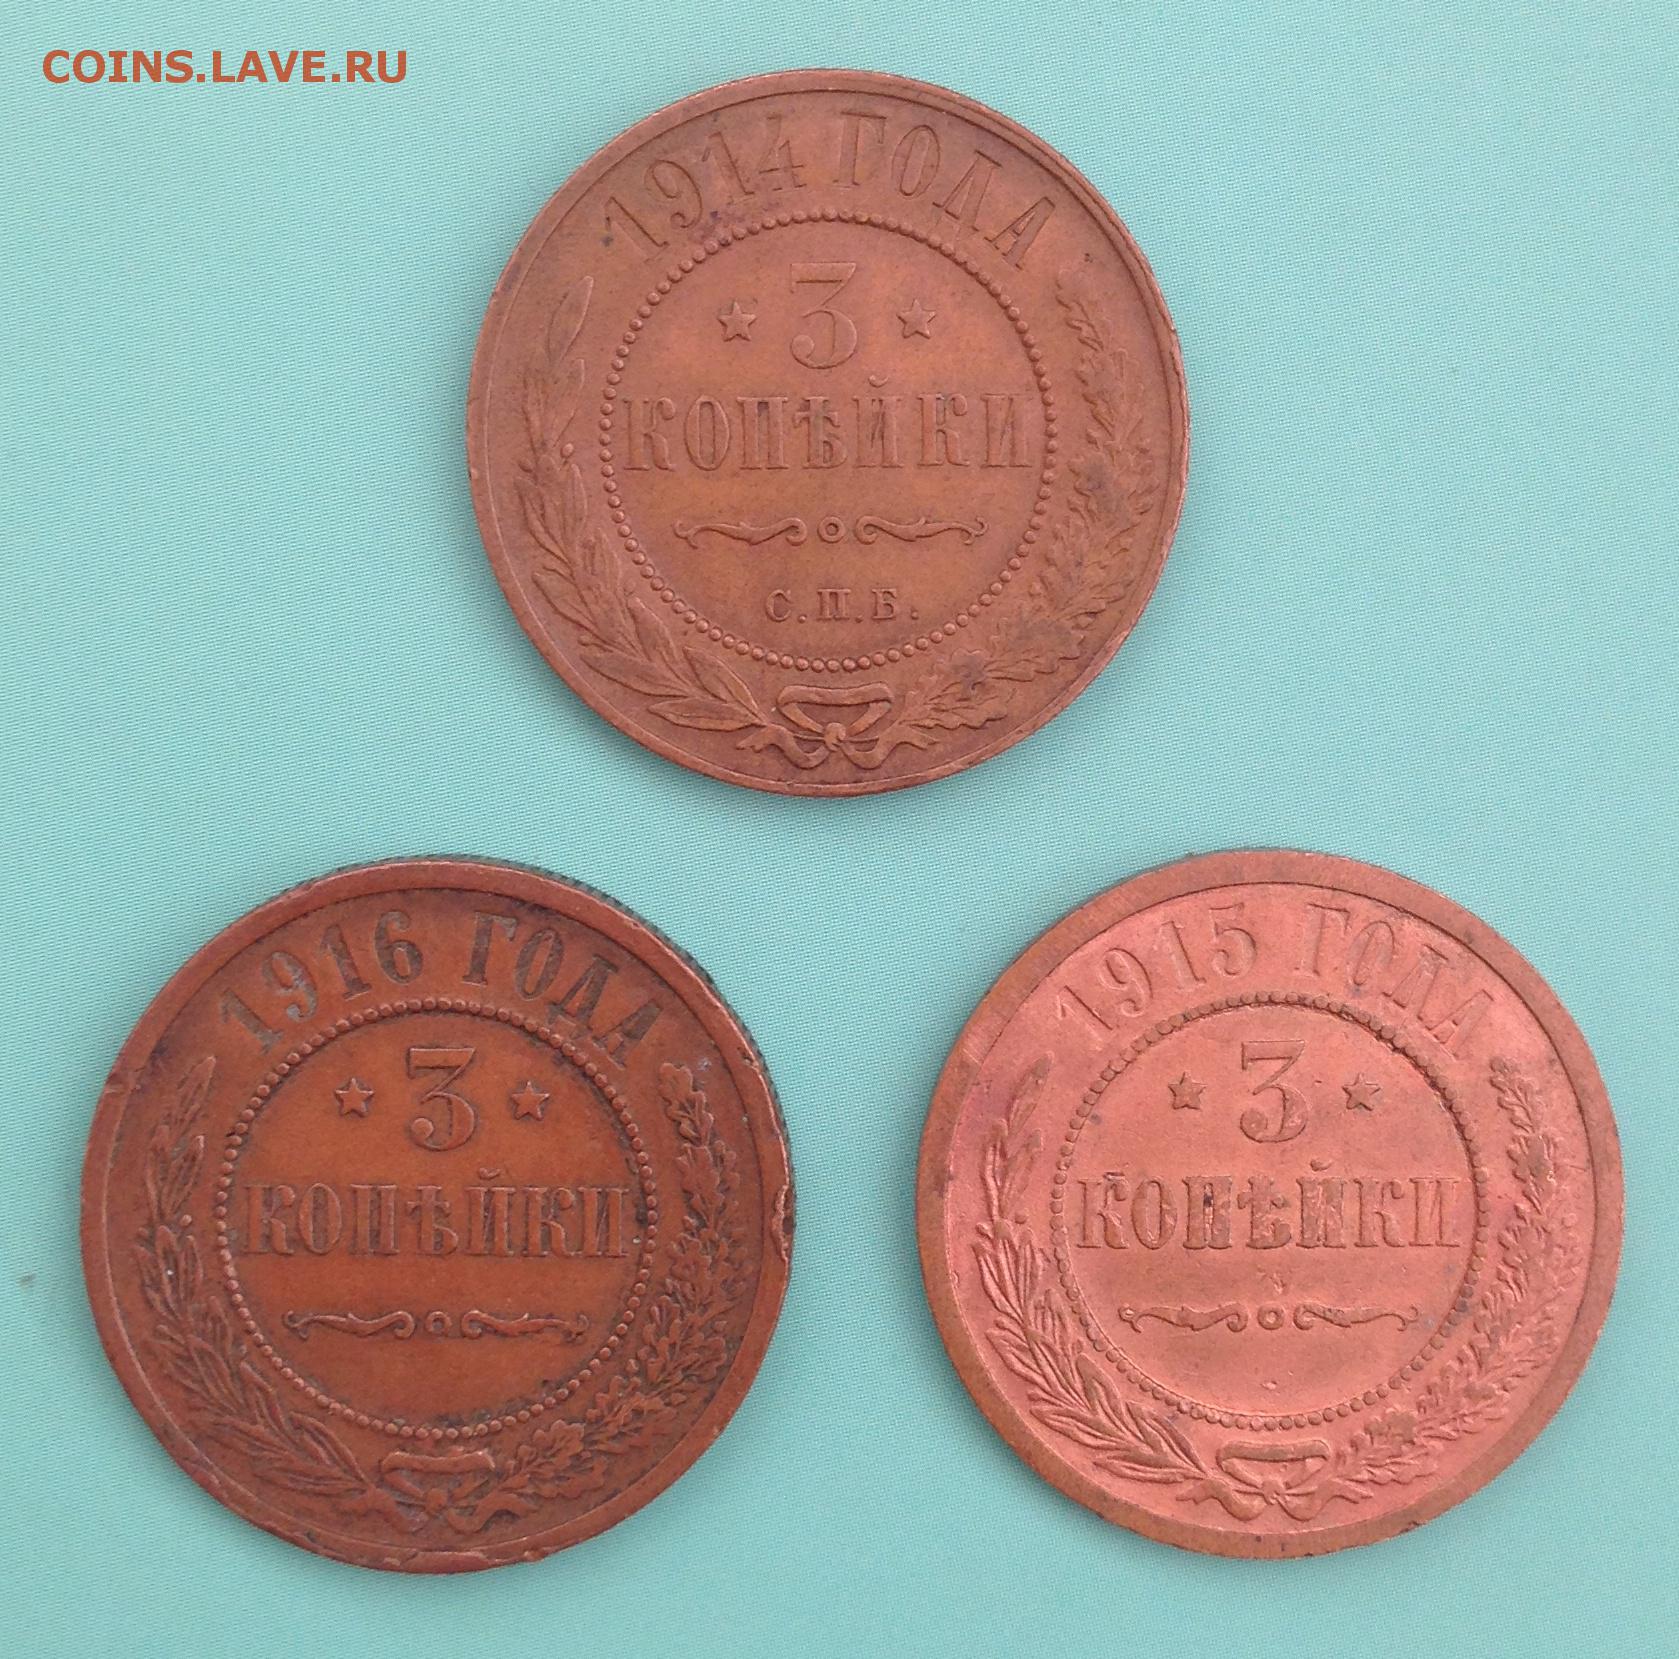 COINS.LAVE.RU
1914 ГОДА
3
КОПѢЙКИ
С.П.Б.
1916 ГОДА
3
КОПѢЙКИ
1915 ГОДА
3
КОПѢЙКИ